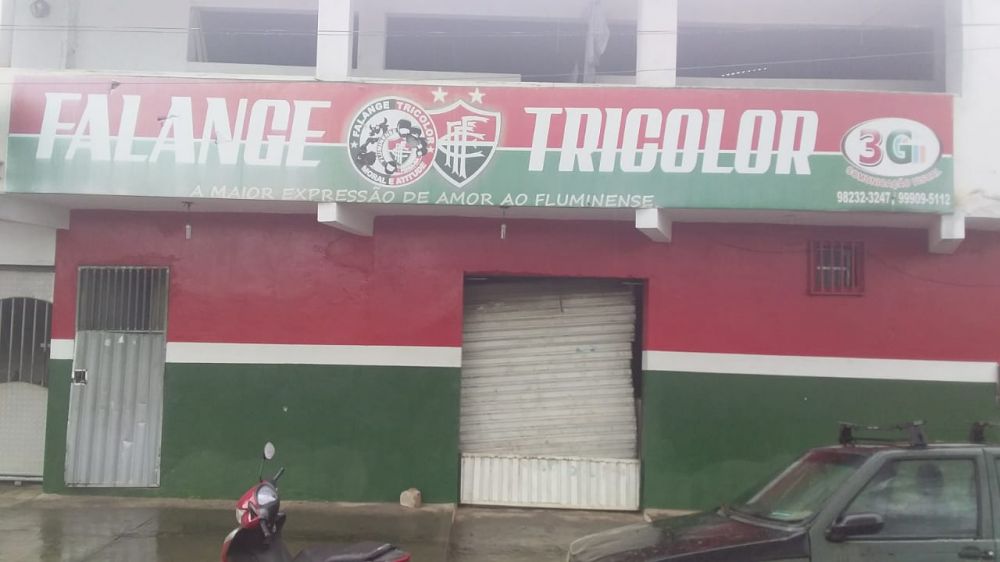 FALANGE TRICOLOR
FALANGE TRICOLOR
MORAL E ATITUDE
3G
COMUNICAÇÃO VISUAL
A MAIOR EXPRESSÃO DE AMOR AO FLUMINENSE
98232-3247 99909-5112